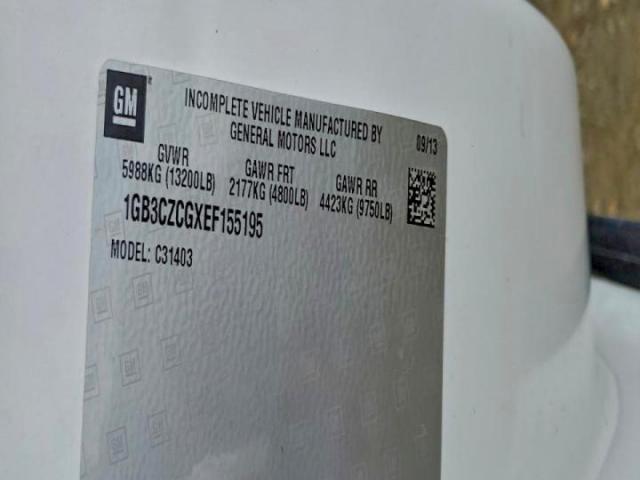 GM
INCOMPLETE VEHICLE MANUFACTURED BY
GENERAL MOTORS LLC
09/13
GVWR GAWR FRT GAWR RR
5988KG (13200LB) 2177KG (4800LB) 4423KG (9750LB)
1GB3CZCGXEF155195
MODEL: C31403